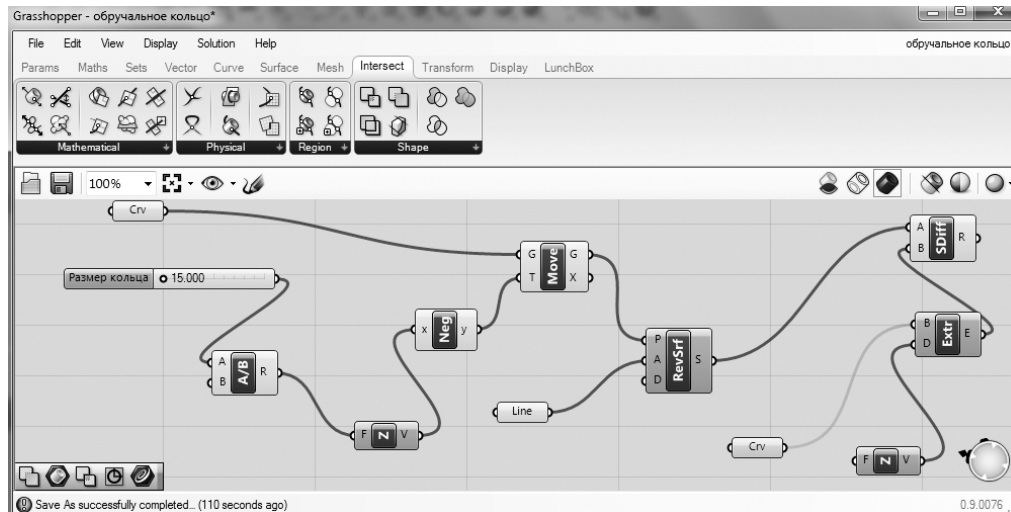 Grasshopper - обручальное кольцо*
File Edit View Display Solution Help обручальное кольцо
Params Maths Sets Vector Curve Surface Mesh Intersect Transform Display LunchBox
Mathematical Physical Region Shape
100%
Crv
A B SDiff R
G T Move G X
Размер кольца 15.000
x Neg y
B D Extr E
P A D RevSrf S
A B A/B R
Line
F Z V
Crv
F Z V
Save As successfully completed... (110 seconds ago) 0.9.0076